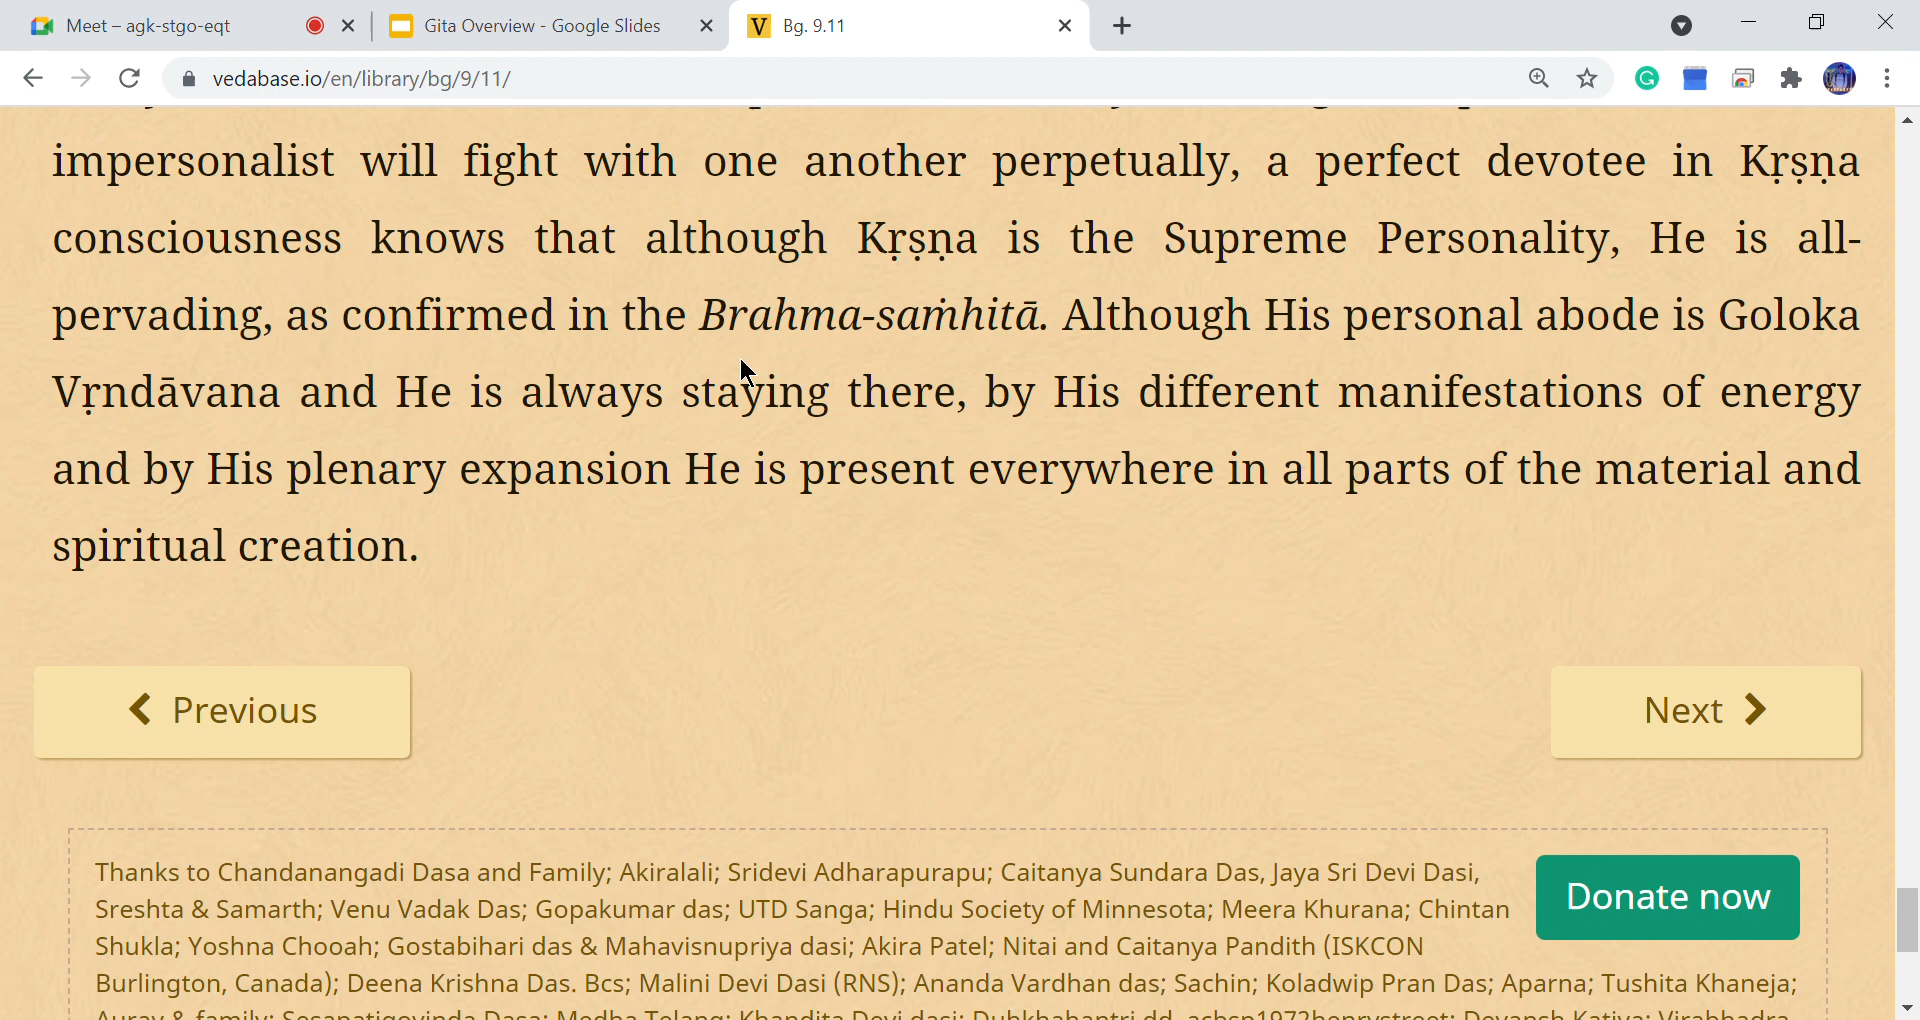 Meet – agk-stgo-eqt
Gita Overview - Google Slides
V Bg. 9.11
vedabase.io/en/library/bg/9/11/
impersonalist will fight with one another perpetually, a perfect devotee in Kṛṣṇa
consciousness knows that although Kṛṣṇa is the Supreme Personality, He is all-
pervading, as confirmed in the Brahma-saṁhitā. Although His personal abode is Goloka
Vṛndāvana and He is always staying there, by His different manifestations of energy
and by His plenary expansion He is present everywhere in all parts of the material and
spiritual creation.
Previous
Next
Thanks to Chandanangadi Dasa and Family; Akiralali; Sridevi Adharapurapu; Caitanya Sundara Das, Jaya Sri Devi Dasi,
Sreshta & Samarth; Venu Vadak Das; Gopakumar das; UTD Sanga; Hindu Society of Minnesota; Meera Khurana; Chintan
Shukla; Yoshna Chooah; Gostabihari das & Mahavisnupriya dasi; Akira Patel; Nitai and Caitanya Pandith (ISKCON
Burlington, Canada); Deena Krishna Das. Bcs; Malini Devi Dasi (RNS); Ananda Vardhan das; Sachin; Koladwip Pran Das; Aparna; Tushita Khaneja;
Donate now